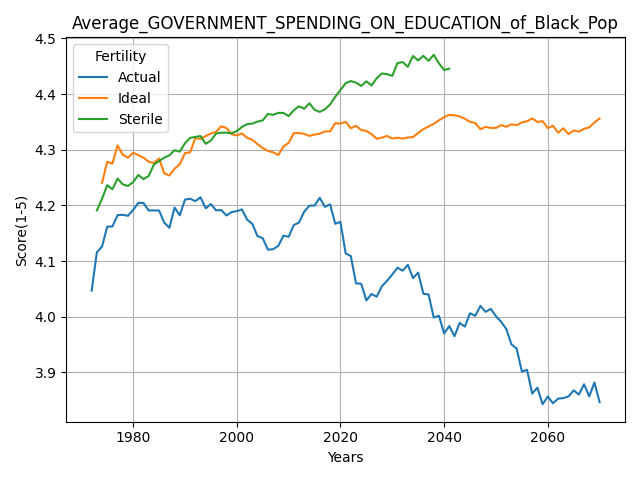 Average_GOVERNMENT_SPENDING_ON_EDUCATION_of_Black_Pop
4.5
4.4
4.3
4.2
4.1
4.0
3.9
Score(1-5)
Fertility
Actual
Ideal
Sterile
1980 2000 2020 2040 2060
Years